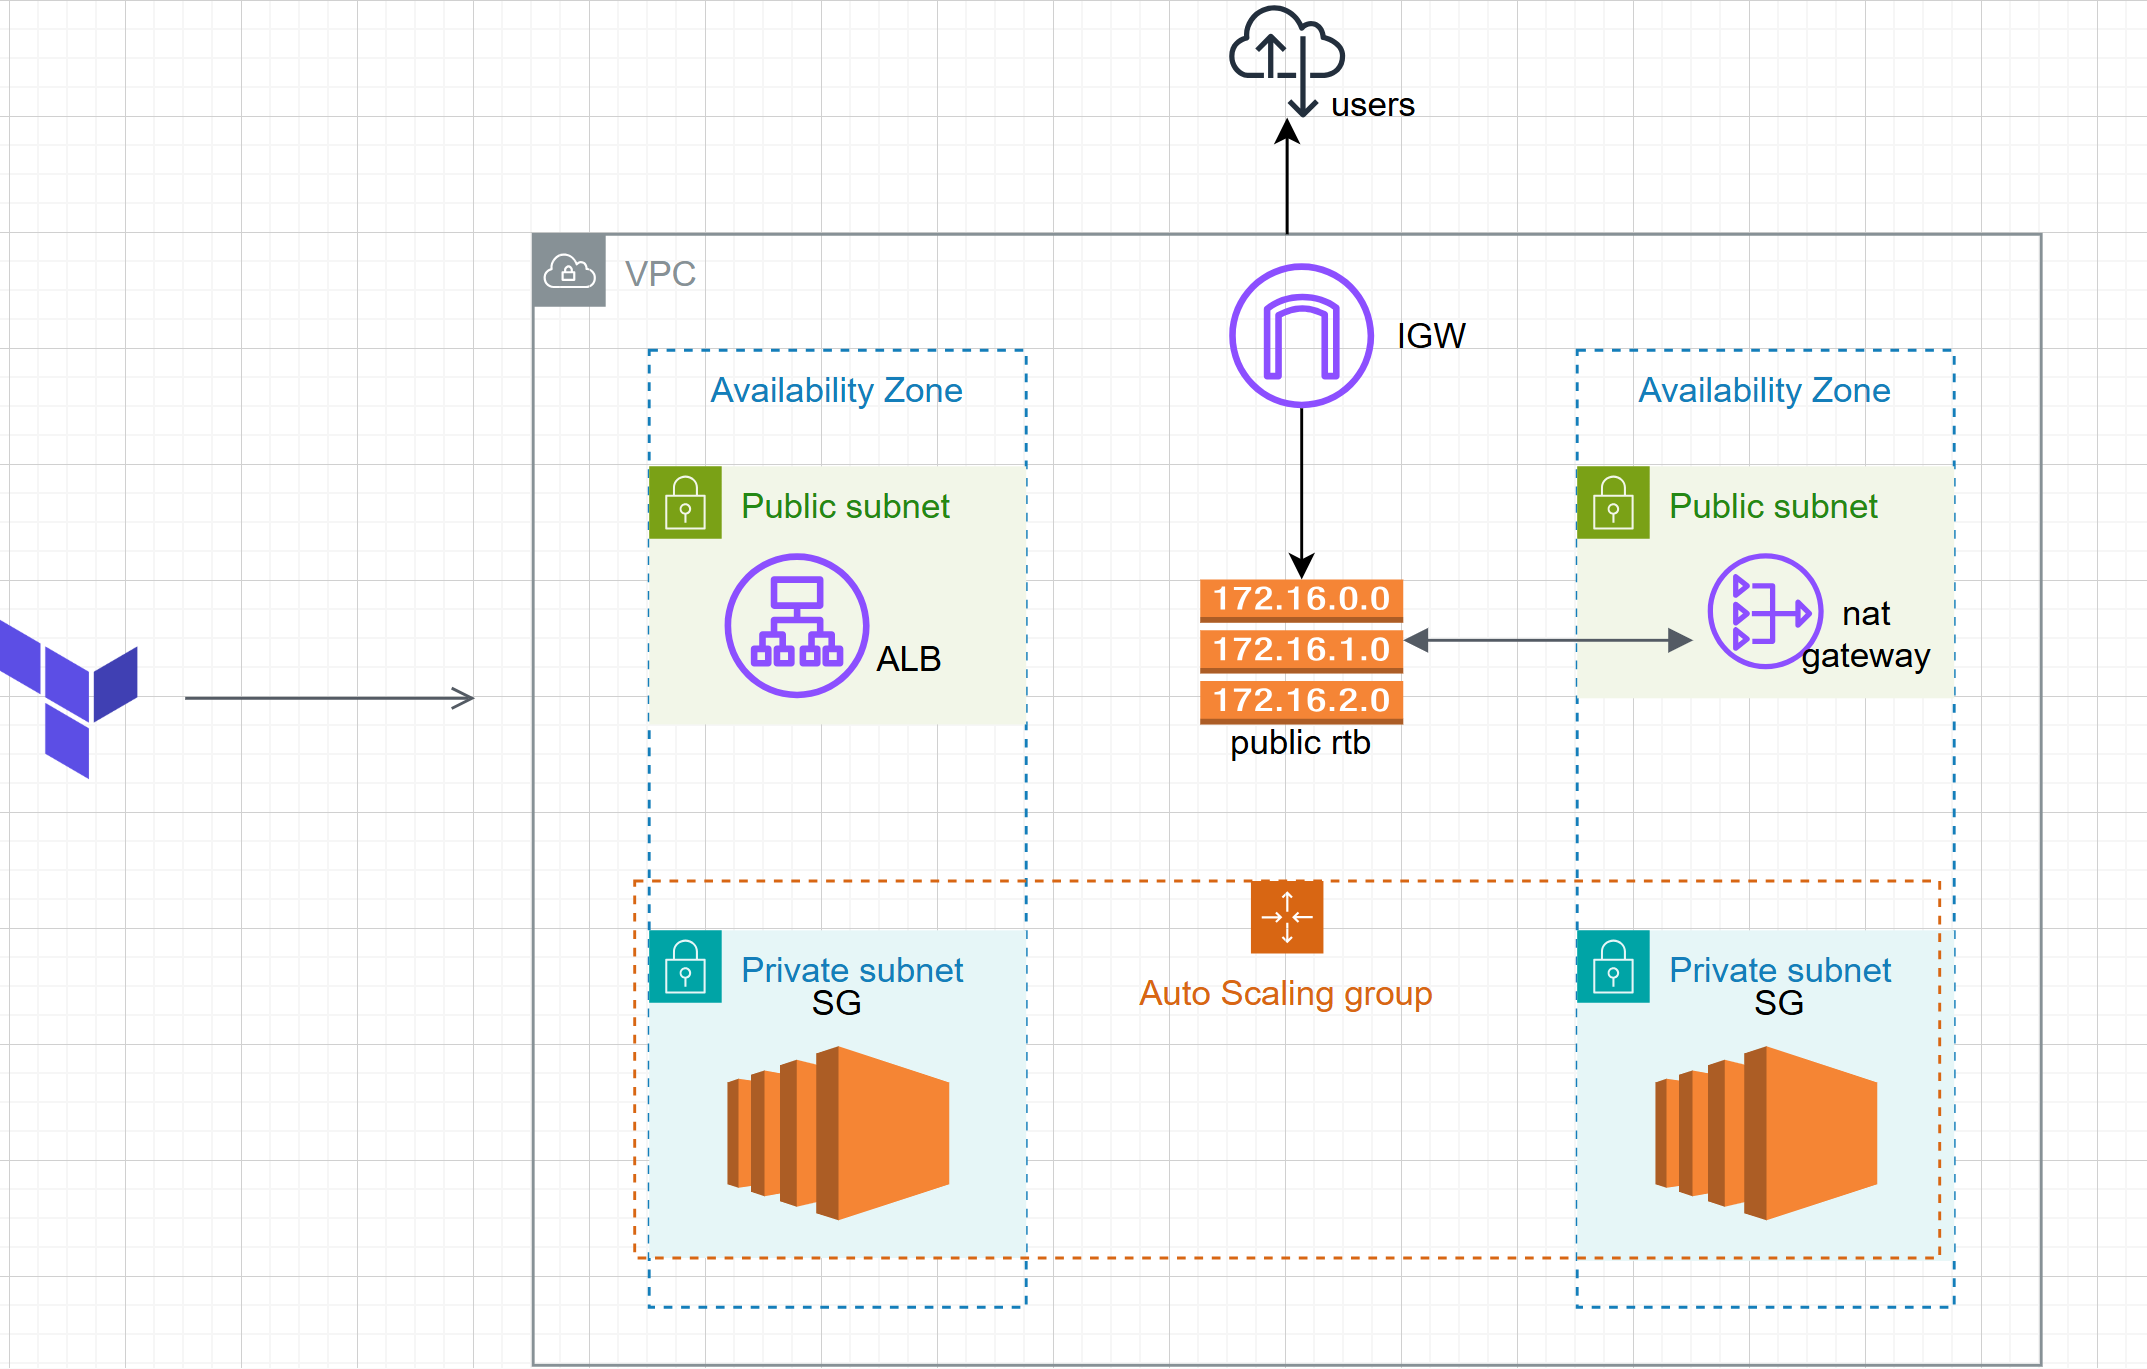 users
VPC
IGW
Availability Zone
Availability Zone
Public subnet
Public subnet
ALB
172.16.0.0
172.16.1.0
172.16.2.0
public rtb
nat
gateway
Auto Scaling group
Private subnet
SG
Private subnet
SG